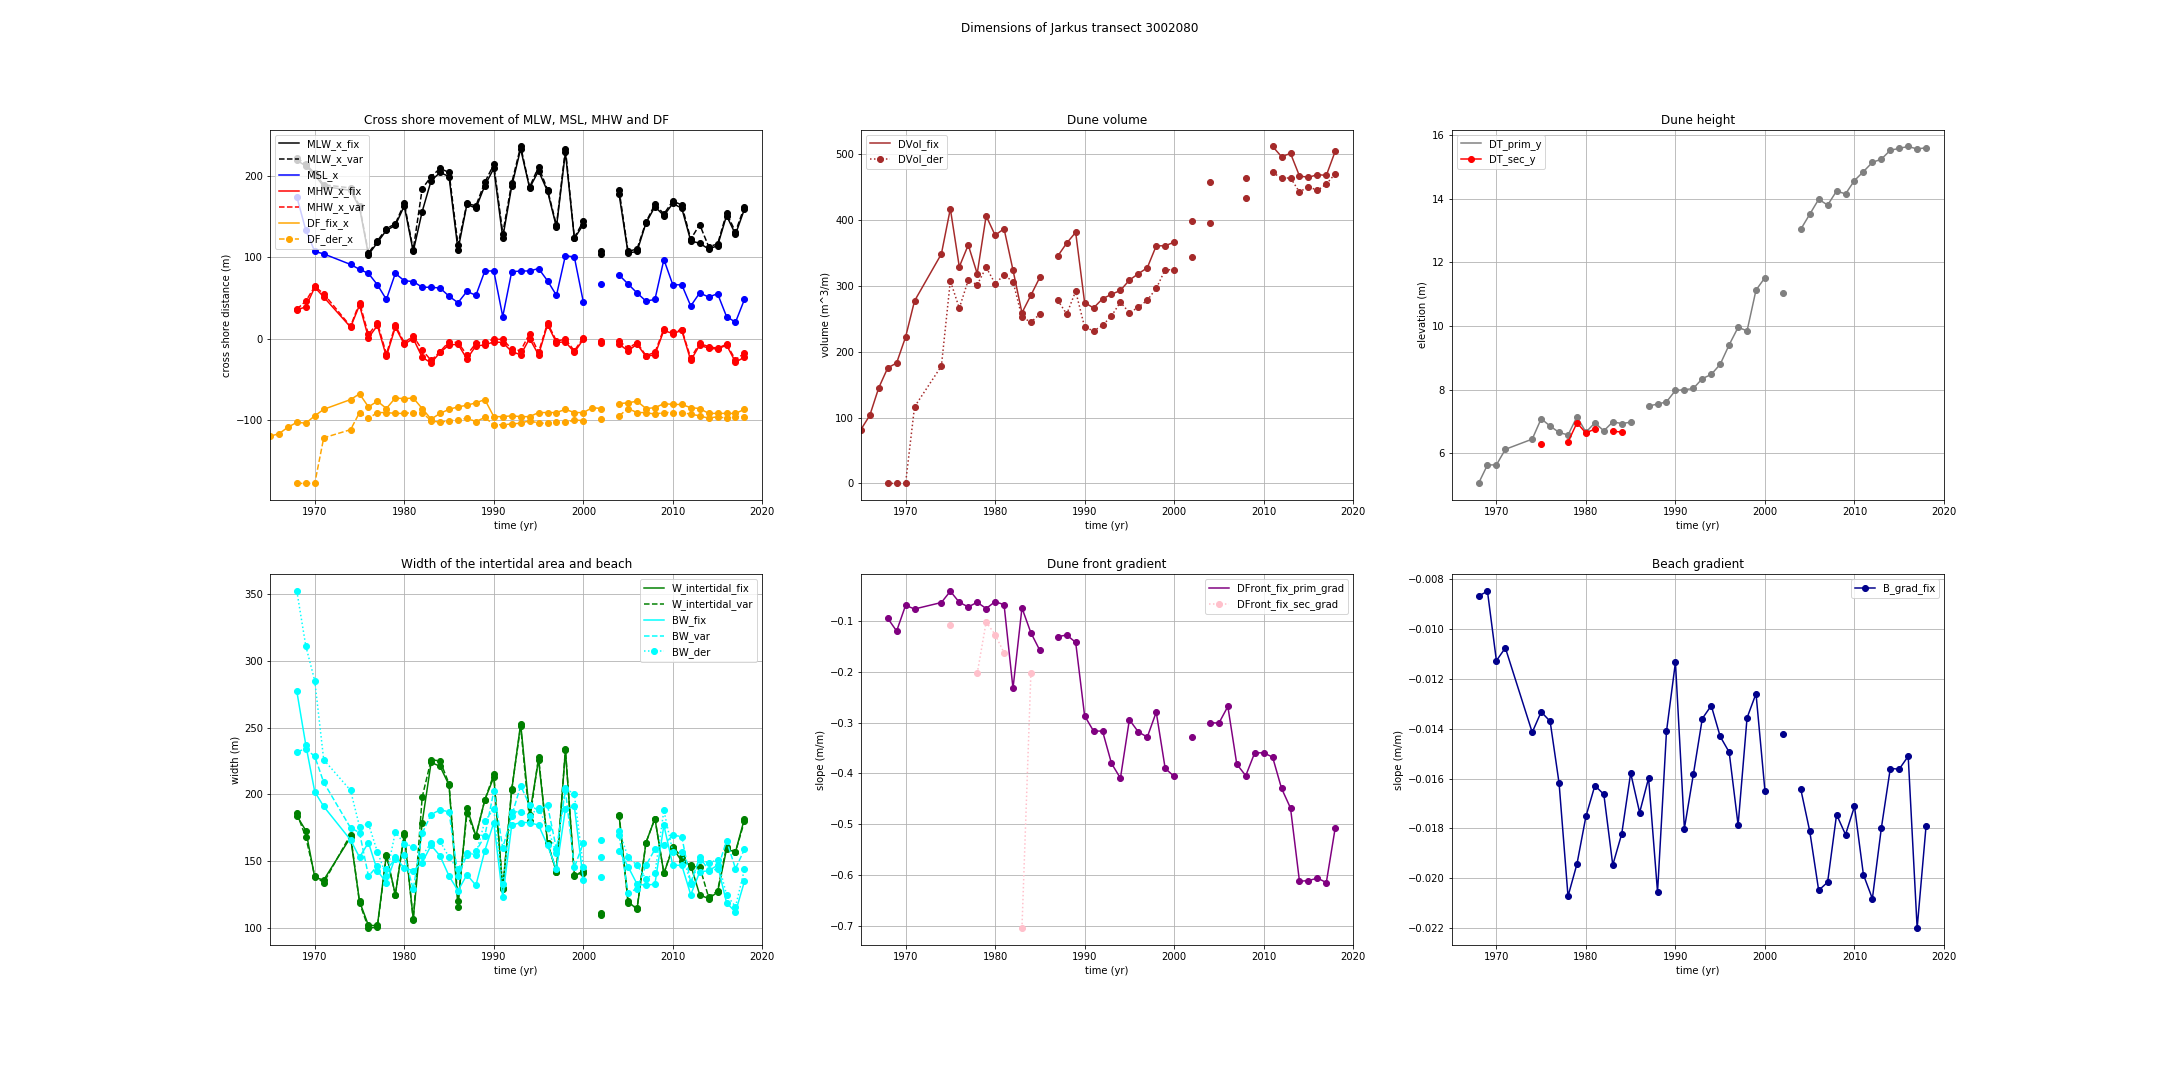 Dimensions of Jarkus transect 3002080
Cross shore movement of MLW, MSL, MHW and DF
cross shore distance (m)
200
100
0
−100
MLW_x_fix
MLW_x_var
MSL_x
MHW_x_fix
MHW_x_var
DF_fix_x
DF_der_x
1970 1980 1990 2000 2010 2020
time (yr)
Dune volume
volume (m^3/m)
500
400
300
200
100
0
DVol_fix
DVol_der
1970 1980 1990 2000 2010 2020
time (yr)
Dune height
elevation (m)
16
14
12
10
8
6
DT_prim_y
DT_sec_y
1970 1980 1990 2000 2010 2020
time (yr)
Width of the intertidal area and beach
width (m)
350
300
250
200
150
100
W_intertidal_fix
W_intertidal_var
BW_fix
BW_var
BW_der
1970 1980 1990 2000 2010 2020
time (yr)
Dune front gradient
slope (m/m)
−0.1
−0.2
−0.3
−0.4
−0.5
−0.6
−0.7
DFront_fix_prim_grad
DFront_fix_sec_grad
1970 1980 1990 2000 2010 2020
time (yr)
Beach gradient
slope (m/m)
−0.008
−0.010
−0.012
−0.014
−0.016
−0.018
−0.020
−0.022
B_grad_fix
1970 1980 1990 2000 2010 2020
time (yr)